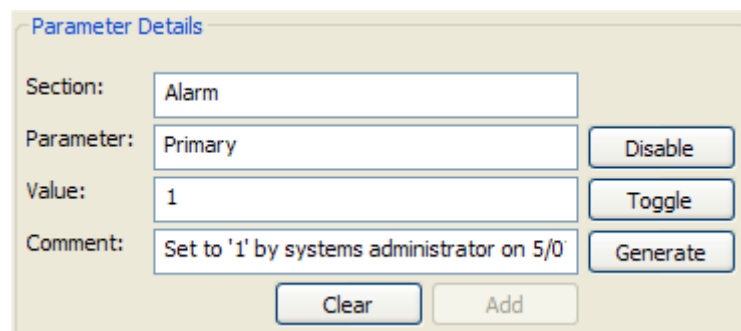 Parameter Details
Section: Alarm
Parameter: Primary Disable
Value: 1 Toggle
Comment: Set to '1' by systems administrator on 5/0 Generate
Clear Add